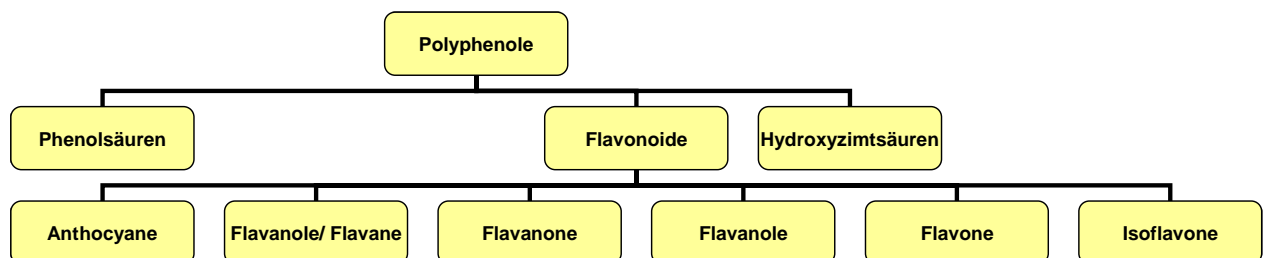 Polyphenole
Phenolsäuren
Flavonoide
Hydroxyzimtsäuren
Anthocyane
Flavanole/ Flavane
Flavanone
Flavanole
Flavone
Isoflavone